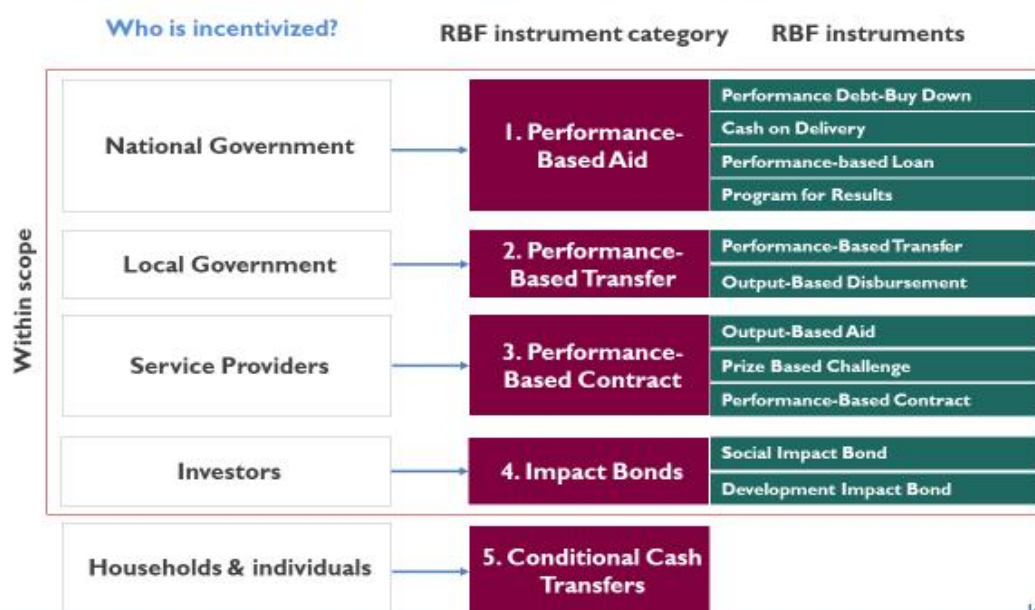 Who is incentivized?
RBF instrument category
RBF instruments
Within scope
National Government
1. Performance-
Based Aid
Performance Debt-Buy Down
Cash on Delivery
Performance-based Loan
Program for Results
Local Government
2. Performance-
Based Transfer
Performance-Based Transfer
Output-Based Disbursement
Service Providers
3. Performance-
Based Contract
Output-Based Aid
Prize Based Challenge
Performance-Based Contract
Investors
4. Impact Bonds
Social Impact Bond
Development Impact Bond
Households & individuals
5. Conditional Cash
Transfers